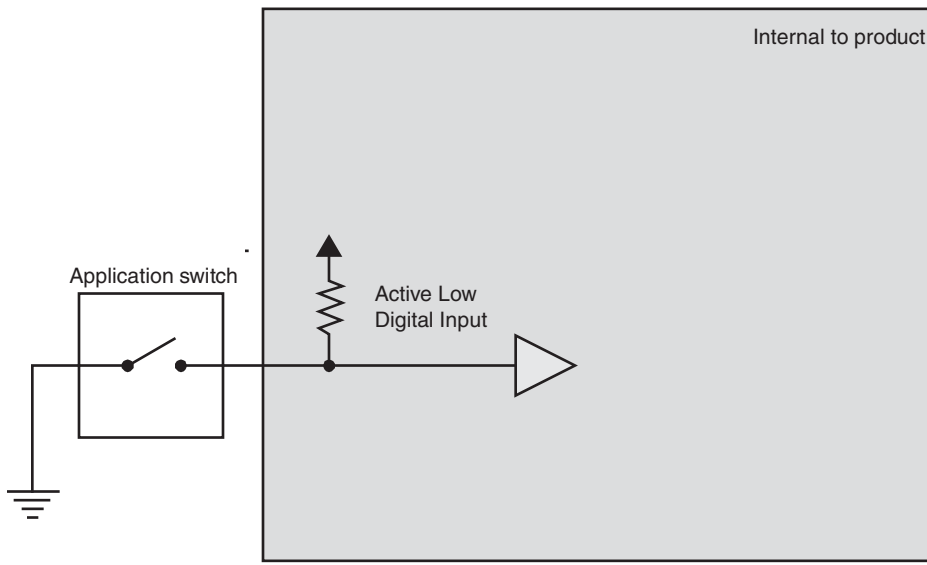 Internal to product
Application switch
Active Low
Digital Input